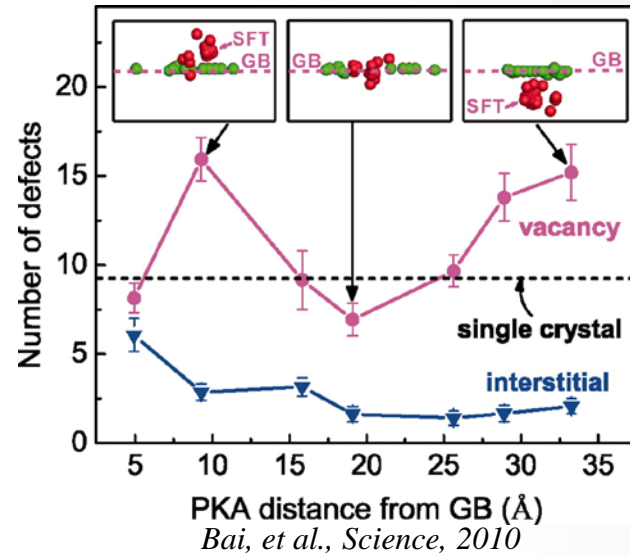 SFT
GB
GB
GB
SFT
20
15
10
5
0
Number of defects
vacancy
single crystal
interstitial
5 10 15 20 25 30 35
PKA distance from GB (Å)
Bai, et al., Science, 2010